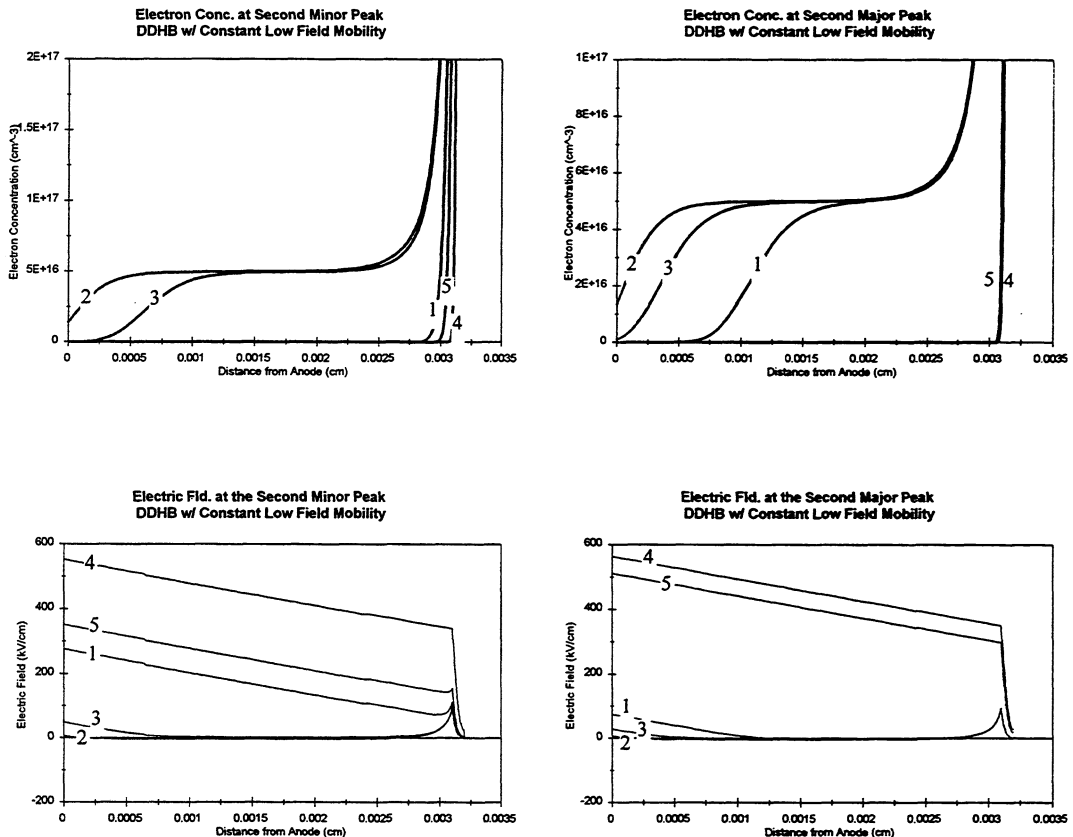 Electron Conc. at Second Minor Peak
DDHB w/ Constant Low Field Mobility
2E+17
1.5E+17
1E+17
5E+16
0
Electron Concentration (cm^-3)
2
3
1
5
4
0
0.0005
0.001
0.0015
0.002
0.0025
0.003
0.0035
Distance from Anode (cm)
Electron Conc. at Second Major Peak
DDHB w/ Constant Low Field Mobility
1E+17
8E+16
6E+16
4E+16
2E+16
0
Electron Concentration (cm^-3)
2
3
1
5
4
0
0.0005
0.001
0.0015
0.002
0.0025
0.003
0.0035
Distance from Anode (cm)
Electric Fld. at the Second Minor Peak
DDHB w/ Constant Low Field Mobility
600
400
200
0
-200
Electric Field (kV/cm)
4
5
1
3
2
0
0.0005
0.001
0.0015
0.002
0.0025
0.003
0.0035
Distance from Anode (cm)
Electric Fld. at the Second Major Peak
DDHB w/ Constant Low Field Mobility
600
400
200
0
-200
Electric Field (kV/cm)
4
5
1
3
2
0
0.0005
0.001
0.0015
0.002
0.0025
0.003
0.0035
Distance from Anode (cm)